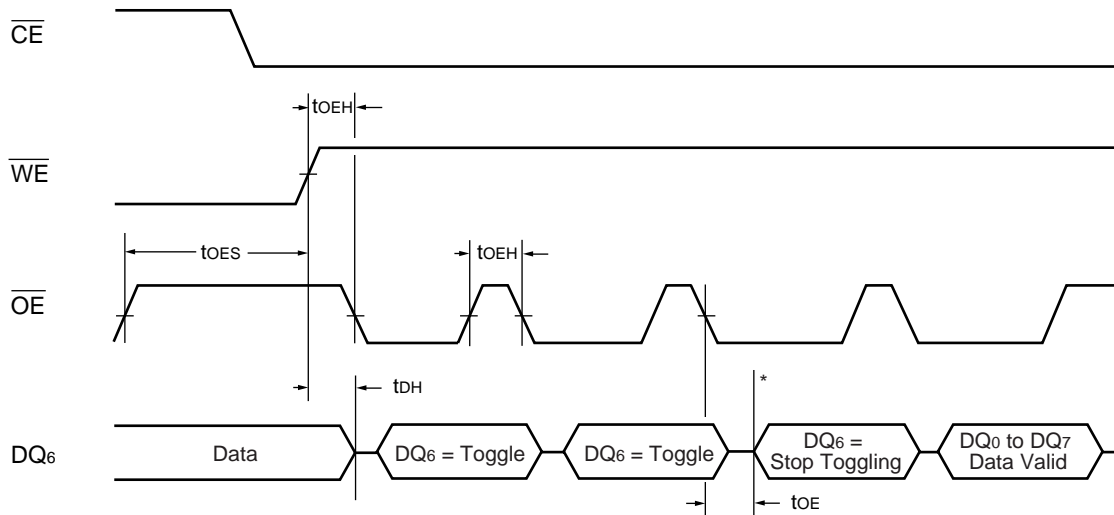 CE
tOEH
WE
tOES
tOEH
OE
tDH
*
DQ6
Data
DQ6 = Toggle
DQ6 = Toggle
DQ6 =
Stop Toggling
DQ0 to DQ7
Data Valid
tOE